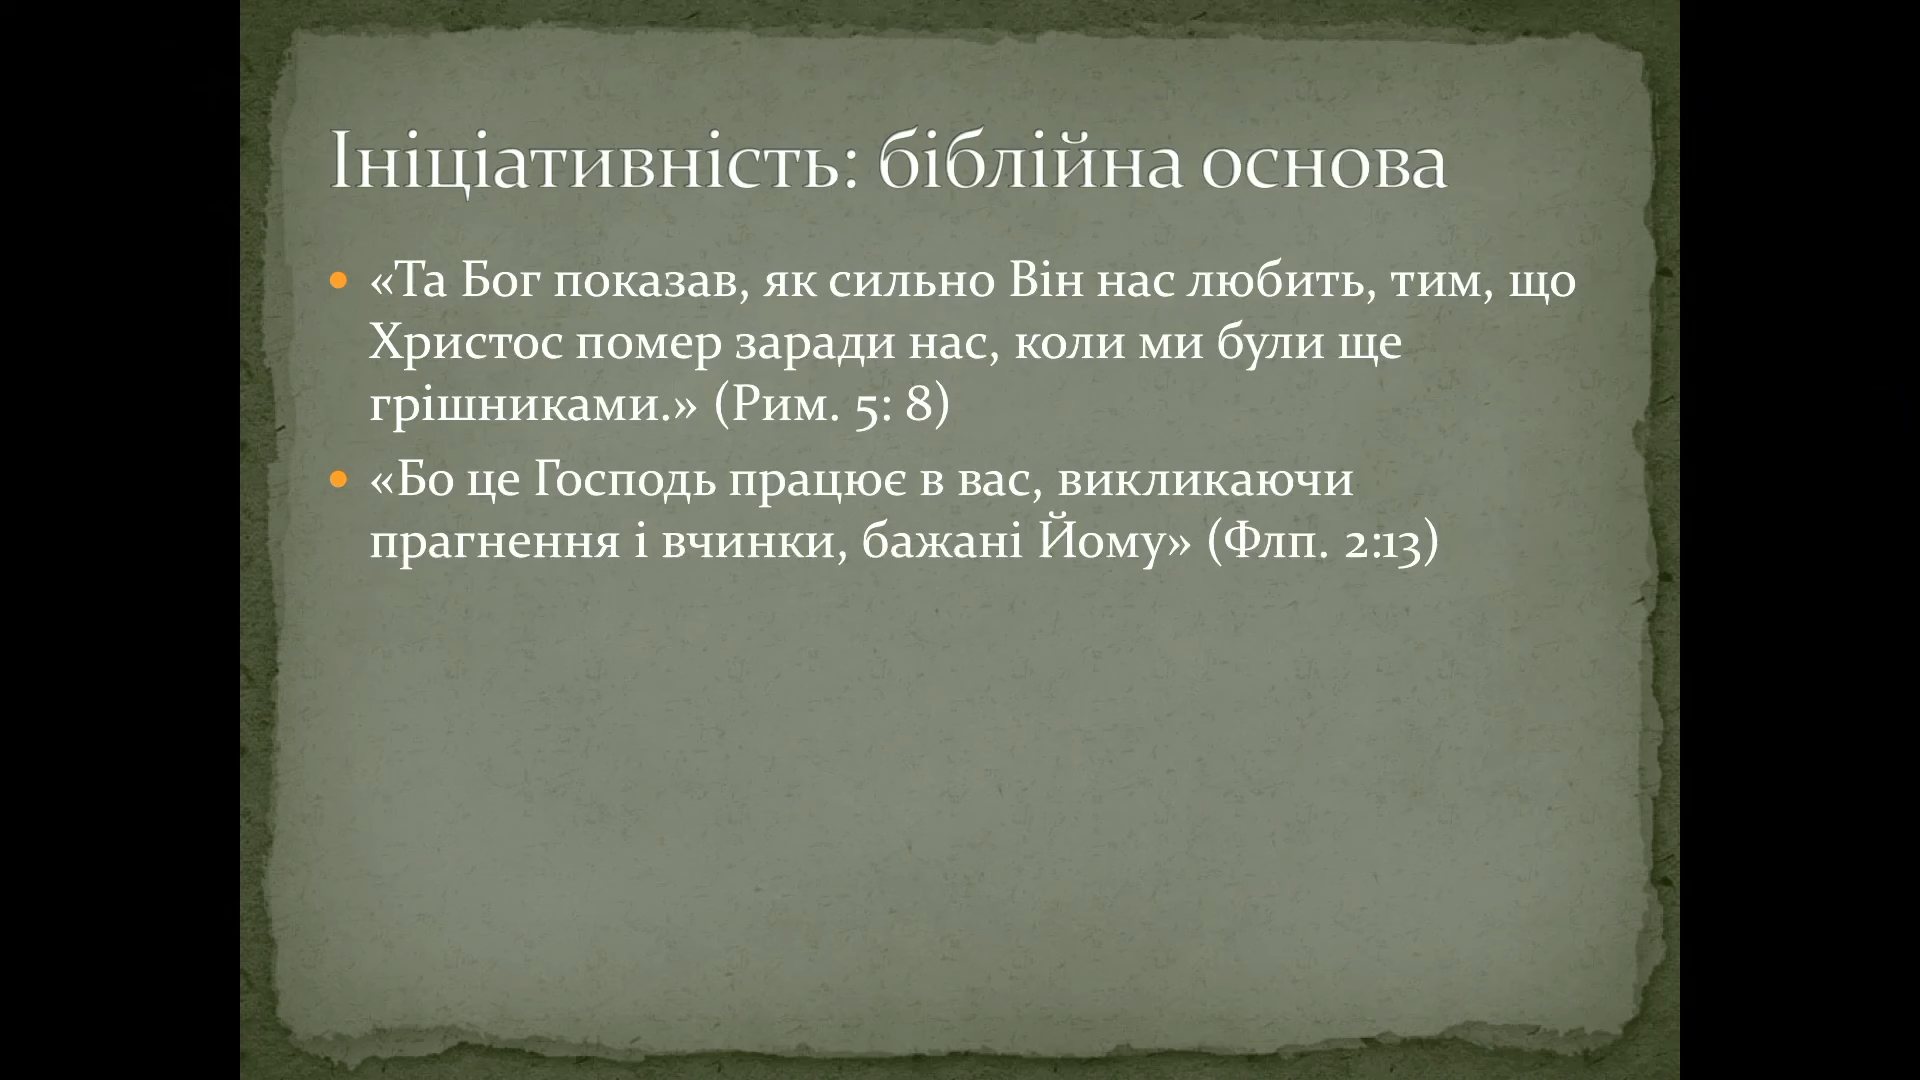 Ініціативність: біблійна основа
• «Та Бог показав, як сильно Він нас любить, тим, що
Христос помер заради нас, коли ми були ще
грішниками.» (Рим. 5: 8)
• «Бо це Господь працює в вас, викликаючи
прагнення і вчинки, бажані Йому» (Флп. 2:13)